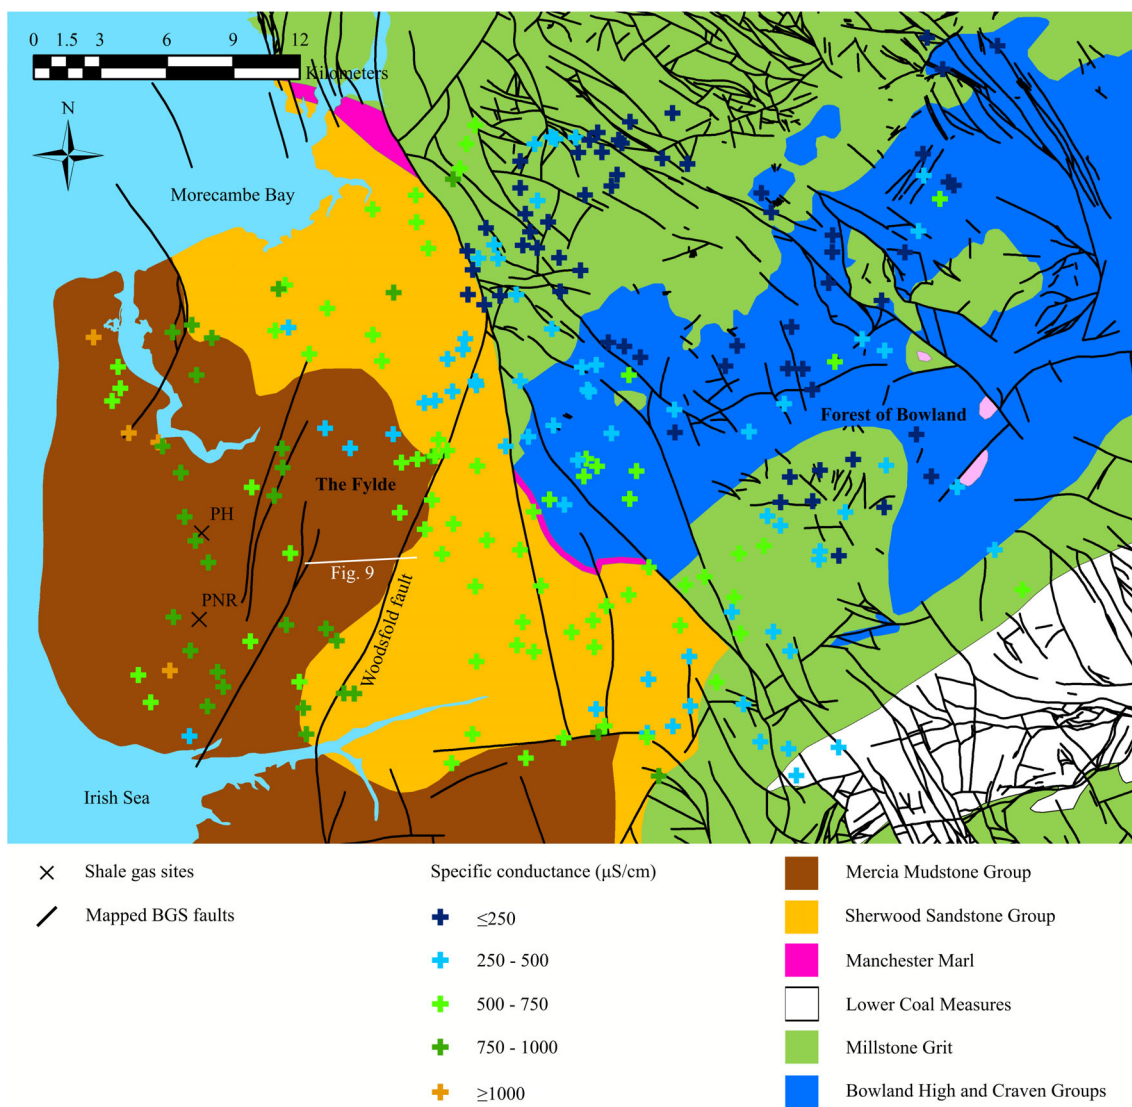 0 1.5 3 6 9 12
Kilometers
N
Morecambe Bay
Forest of Bowland
The Fylde
PH
Fig. 9
PNR
Woodsfold fault
Irish Sea
Shale gas sites
Mapped BGS faults
Specific conductance (µS/cm)
≤250
250 - 500
500 - 750
750 - 1000
≥1000
Mercia Mudstone Group
Sherwood Sandstone Group
Manchester Marl
Lower Coal Measures
Millstone Grit
Bowland High and Craven Groups